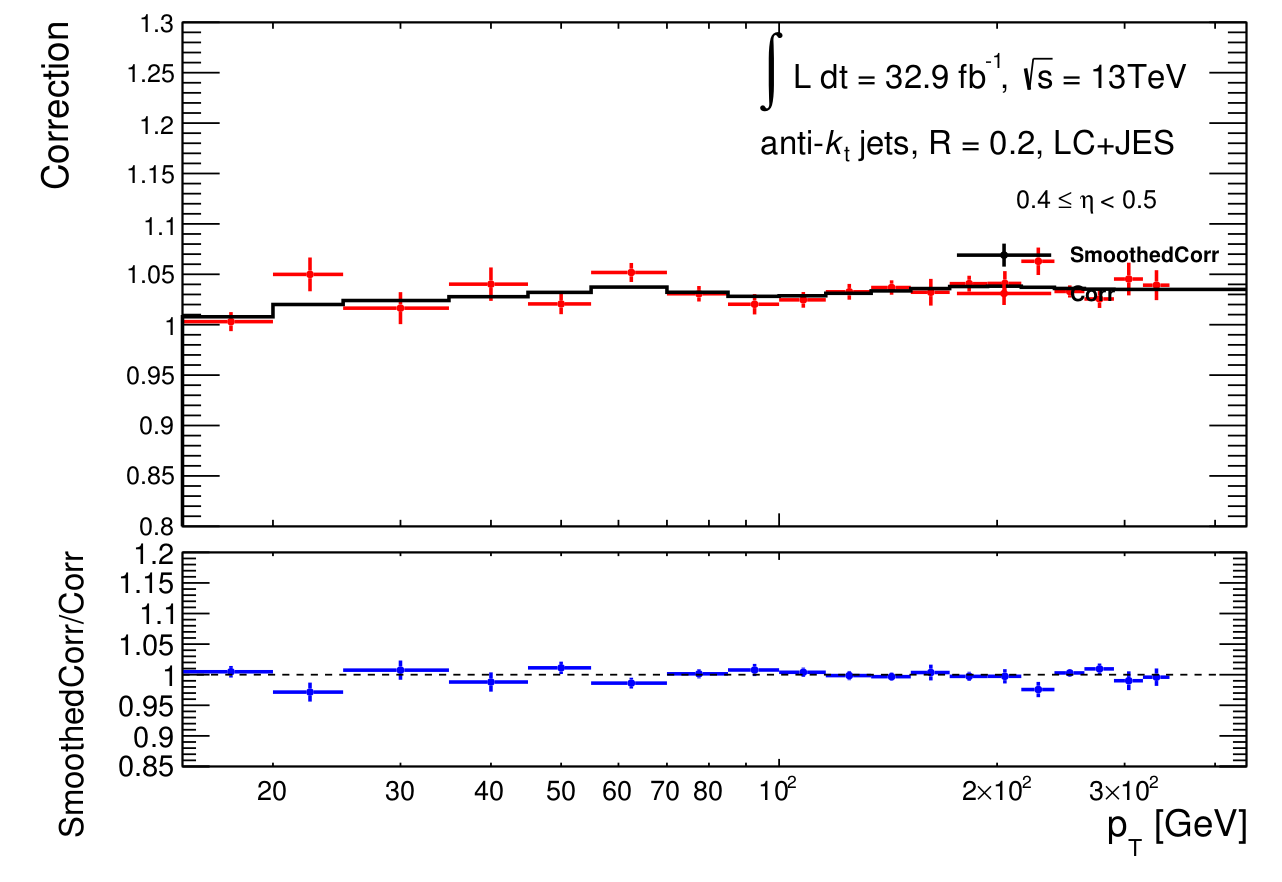 Correction
1.3
1.25
1.2
1.15
1.1
1.05
1
0.95
0.9
0.85
0.8
∫ L dt = 32.9 fb⁻¹, √s = 13TeV
anti-kₜ jets, R = 0.2, LC+JES
0.4 ≤ η < 0.5
SmoothedCorr
Corr
SmoothedCorr/Corr
1.2
1.15
1.1
1.05
1
0.95
0.9
0.85
20 30 40 50 60 70 80 10² 2×10² 3×10²
p_T [GeV]